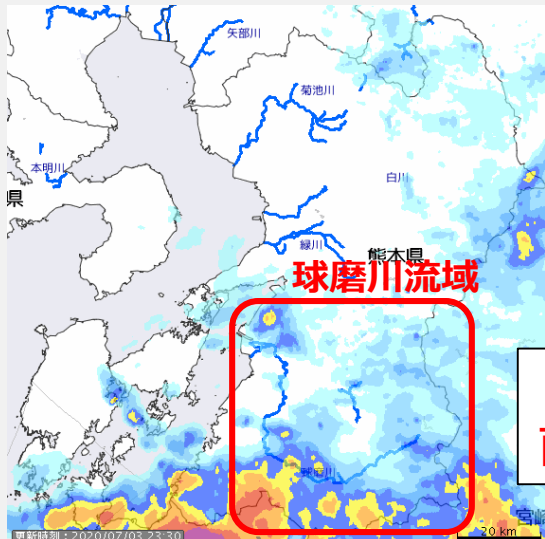 矢部川
菊池川
本明川
白川
県
緑川
熊本県
球磨川流域
球磨川
宮崎
20 km
更新時刻：2020/07/03 23:30